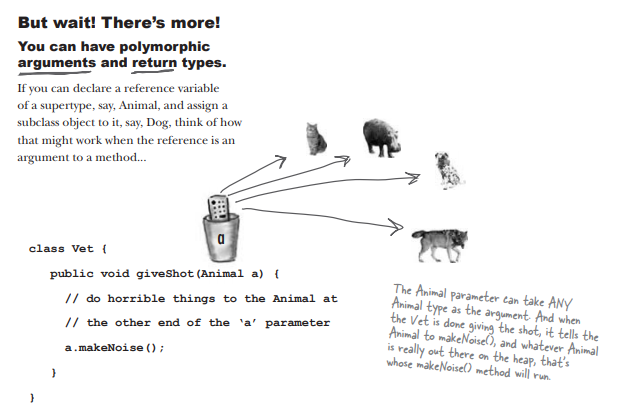 But wait! There's more!
You can have polymorphic
arguments and return types.
If you can declare a reference variable
of a supertype, say, Animal, and assign a
subclass object to it, say, Dog, think of how
that might work when the reference is an
argument to a method...
a
class Vet {
public void giveShot(Animal a) {
// do horrible things to the Animal at
// the other end of the 'a' parameter
a.makeNoise();
}
}
The Animal parameter can take ANY
Animal type as the argument. And when
the Vet is done giving the shot, it tells the
Animal to makeNoise(), and whatever Animal
is really out there on the heap, that's
whose makeNoise() method will run.